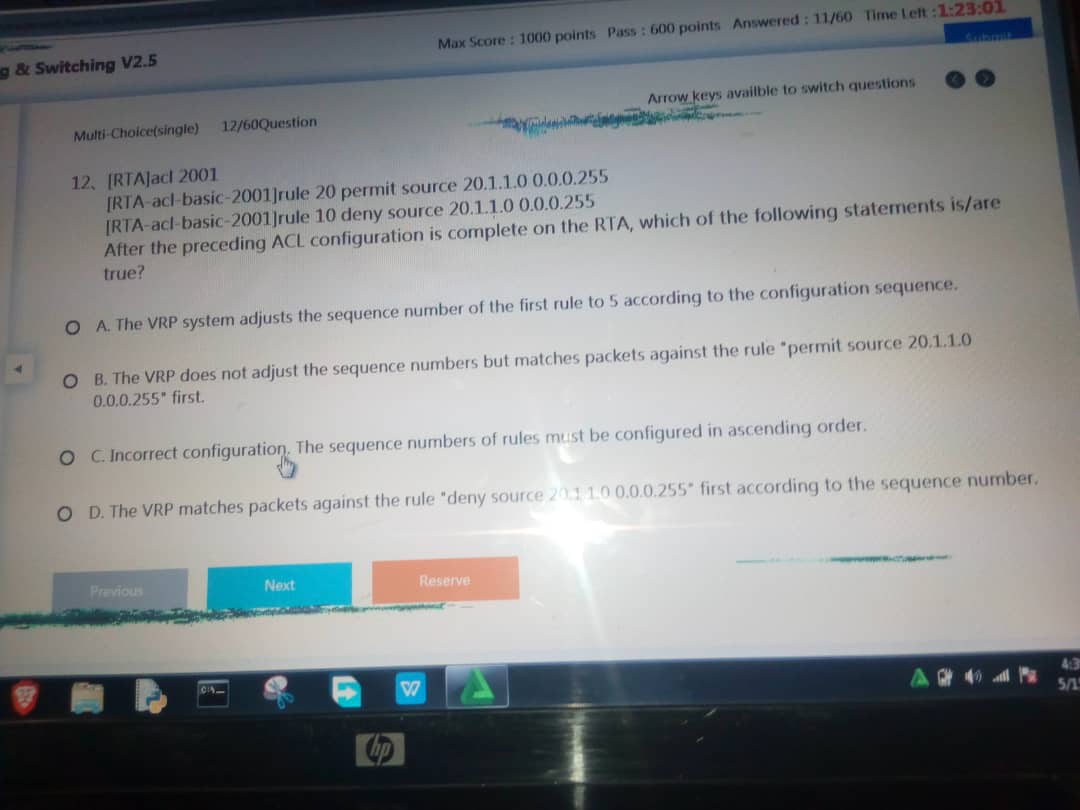 g & Switching V2.5
Max Score : 1000 points Pass : 600 points Answered : 11/60 Time Left :1:23:01
Submit
Arrow keys availble to switch questions
Multi-Choice(single) 12/60Question
12、[RTA]acl 2001
[RTA-acl-basic-2001]rule 20 permit source 20.1.1.0 0.0.0.255
[RTA-acl-basic-2001]rule 10 deny source 20.1.1.0 0.0.0.255
After the preceding ACL configuration is complete on the RTA, which of the following statements is/are
true?
A. The VRP system adjusts the sequence number of the first rule to 5 according to the configuration sequence.
B. The VRP does not adjust the sequence numbers but matches packets against the rule "permit source 20.1.1.0
0.0.0.255" first.
C. Incorrect configuration. The sequence numbers of rules must be configured in ascending order.
D. The VRP matches packets against the rule "deny source 20.1.1.0 0.0.0.255" first according to the sequence number.
Previous
Next
Reserve
C:\_
W
4:3
5/1
hp